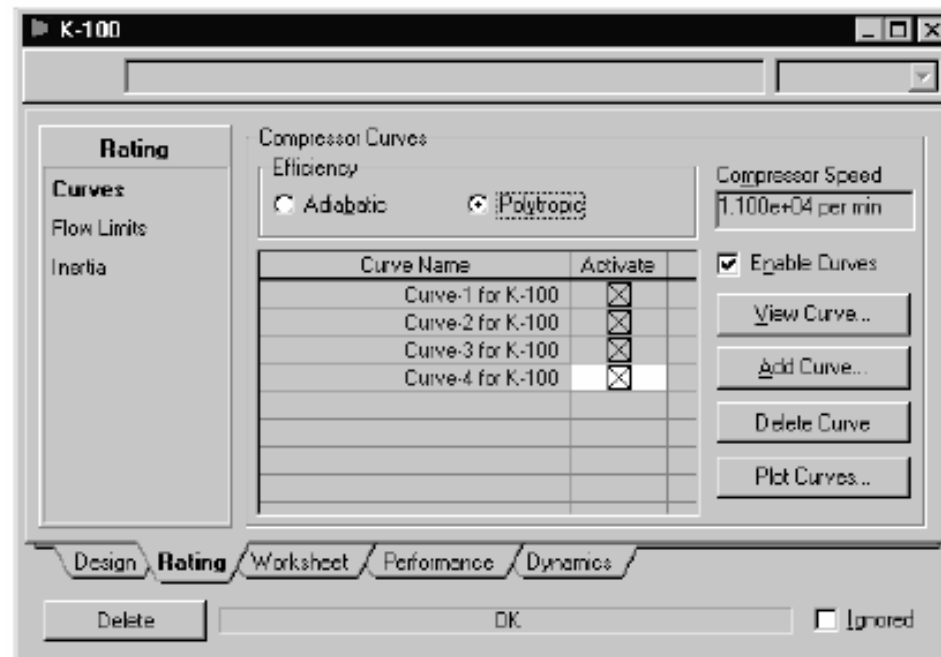 K-100
Rating
Curves
Flow Limits
Inertia
Compressor Curves
Efficiency
Adiabatic
Polytropic
Compressor Speed
1.100e+04 per min
Enable Curves
Curve Name Activate
Curve-1 for K-100
Curve-2 for K-100
Curve-3 for K-100
Curve-4 for K-100
View Curve...
Add Curve...
Delete Curve
Plot Curves...
Design Rating Worksheet Performance Dynamics
Delete OK Ignored